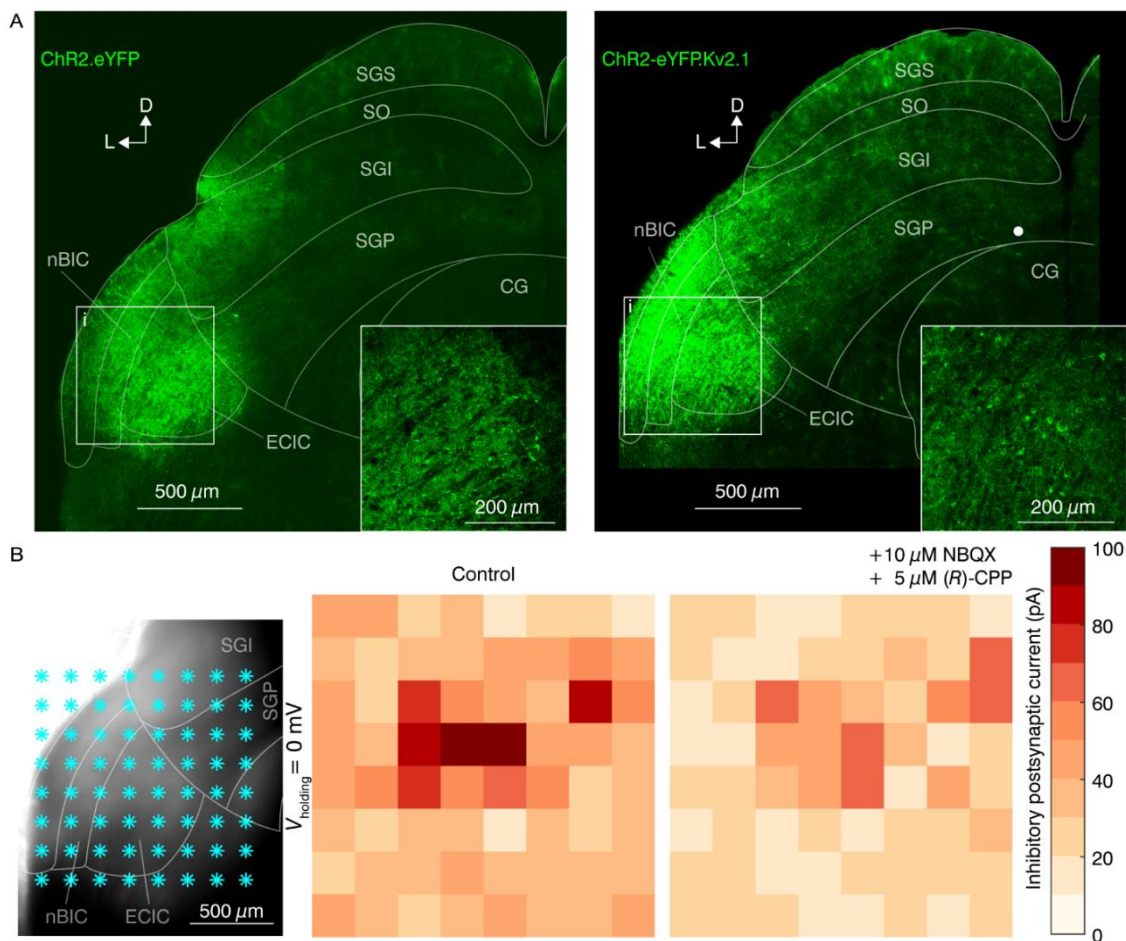 A
ChR2.eYFP
D
L
SGS
SO
SGI
SGP
nBIC
CG
i
ECIC
500 µm
200 µm
ChR2-eYFP.Kv2.1
D
L
SGS
SO
SGI
nBIC
SGP
CG
i
ECIC
500 µm
200 µm
B
SGI
SGP
nBIC
ECIC
500 µm
Vholding = 0 mV
Control
+10 µM NBQX
+ 5 µM (R)-CPP
100
80
60
40
20
0
Inhibitory postsynaptic current (pA)